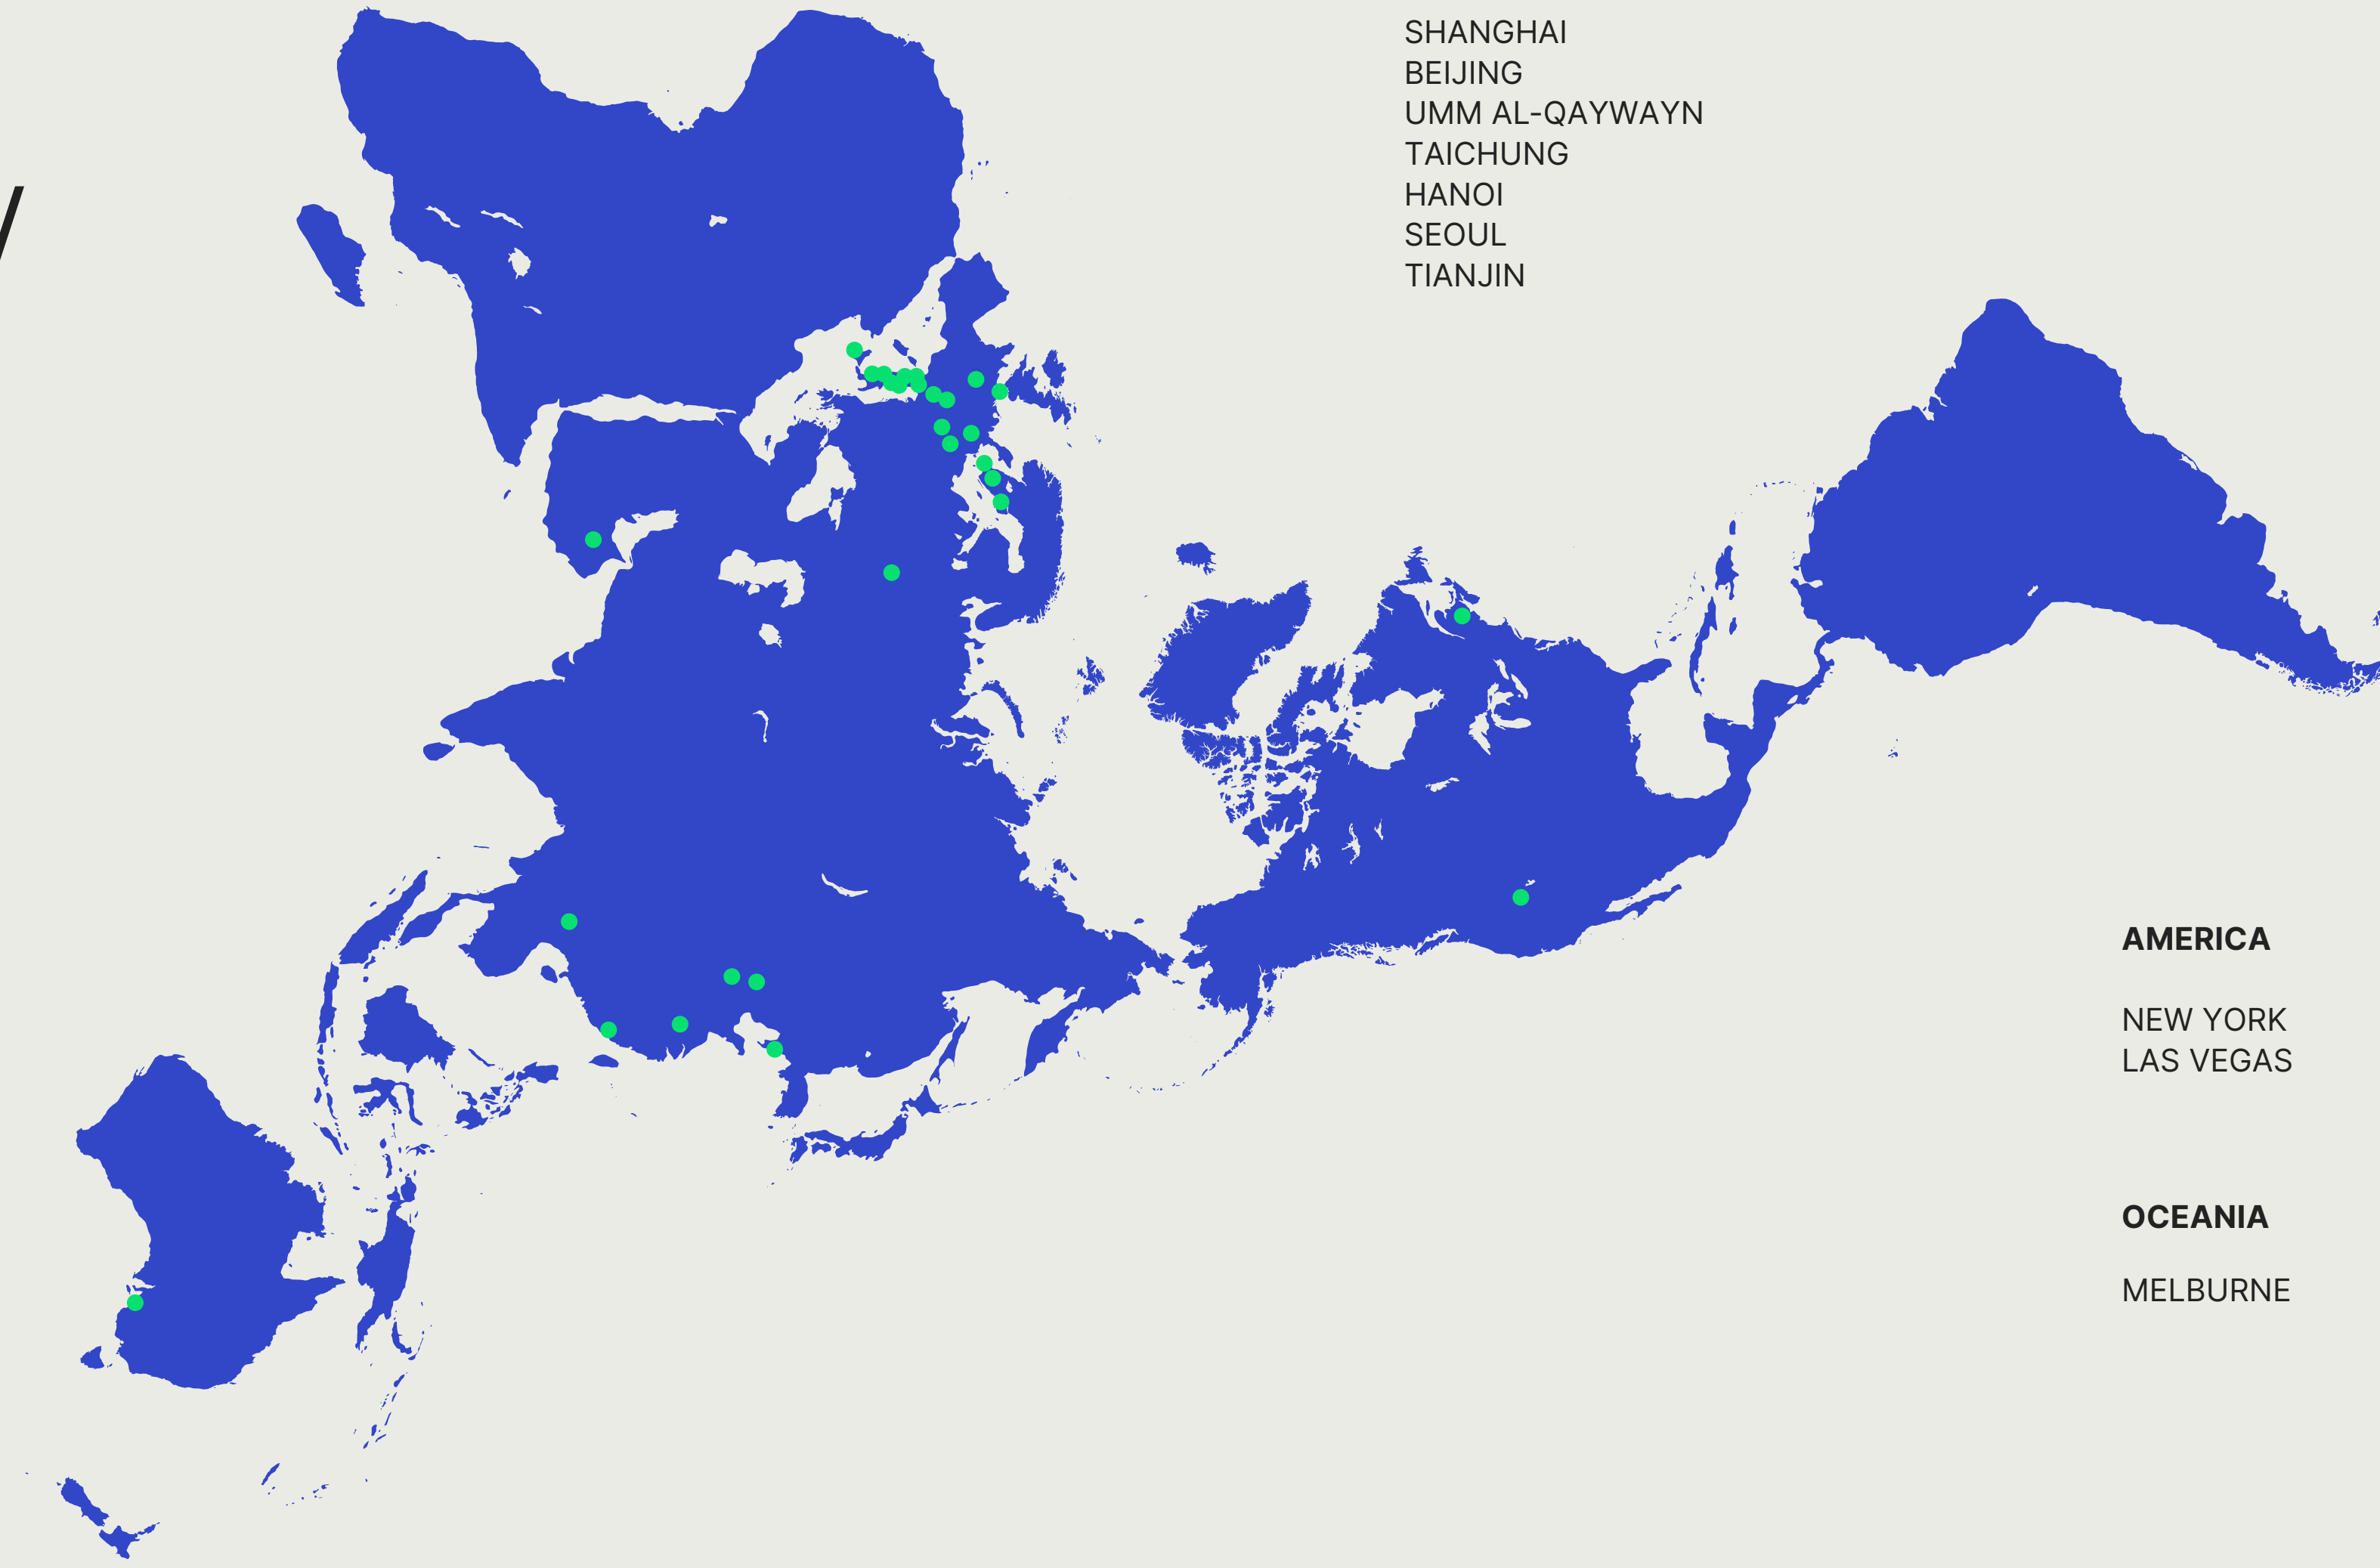 SHANGHAI
BEIJING
UMM AL-QAYWAYN
TAICHUNG
HANOI
SEOUL
TIANJIN
AMERICA
NEW YORK
LAS VEGAS
OCEANIA
MELBURNE